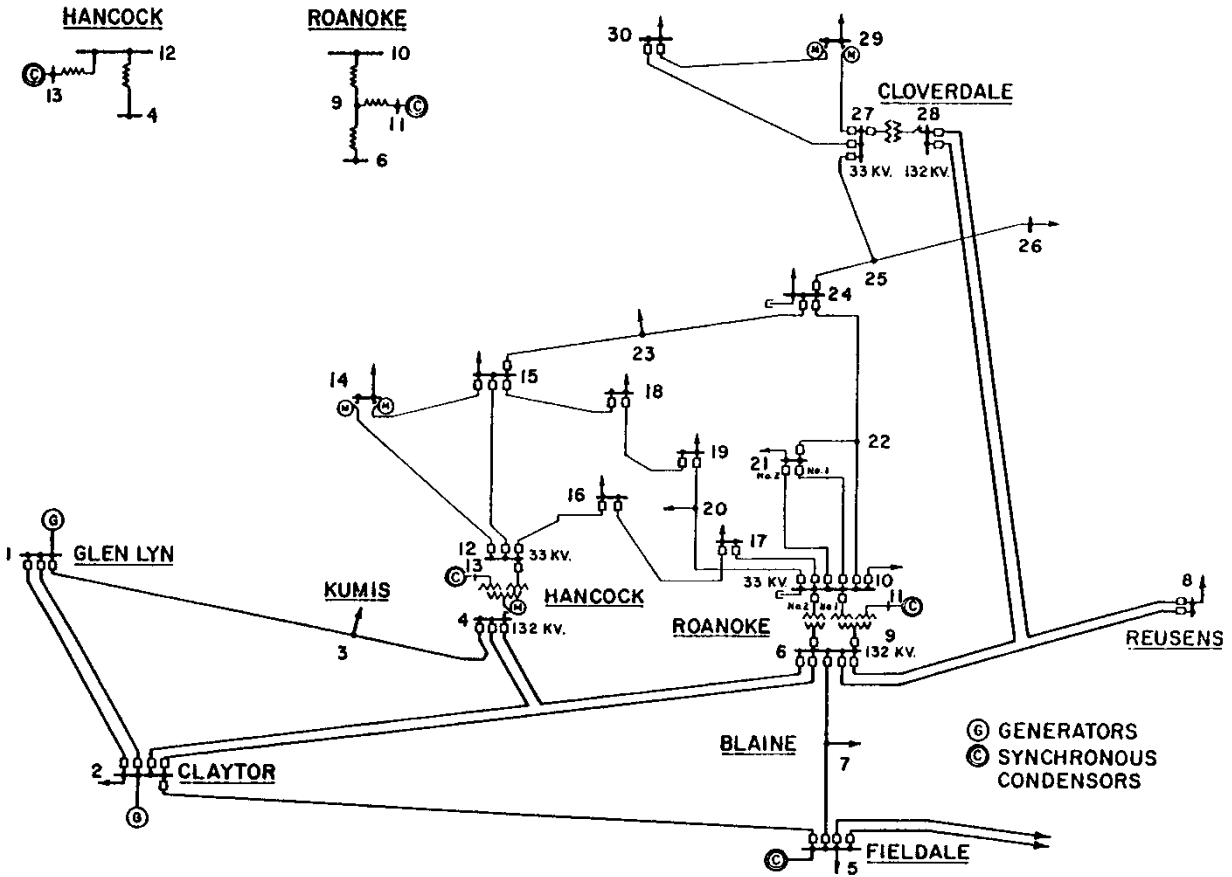 HANCOCK
12
C
13
4
ROANOKE
10
9
C
11
6
30
29
M M
CLOVERDALE
27
28
33 KV.
132 KV.
26
25
24
23
15
14
M M
18
19
22
21
No.2
No.1
16
20
17
12
33 KV.
13
C
HANCOCK
M
4
132 KV.
G
1
GLEN LYN
KUMIS
3
33 KV.
10
No.2
No.1
11
C
ROANOKE
9
6
132 KV.
8
REUSENS
BLAINE
7
G GENERATORS
C SYNCHRONOUS
CONDENSORS
2
CLAYTOR
G
C
5
FIELDALE